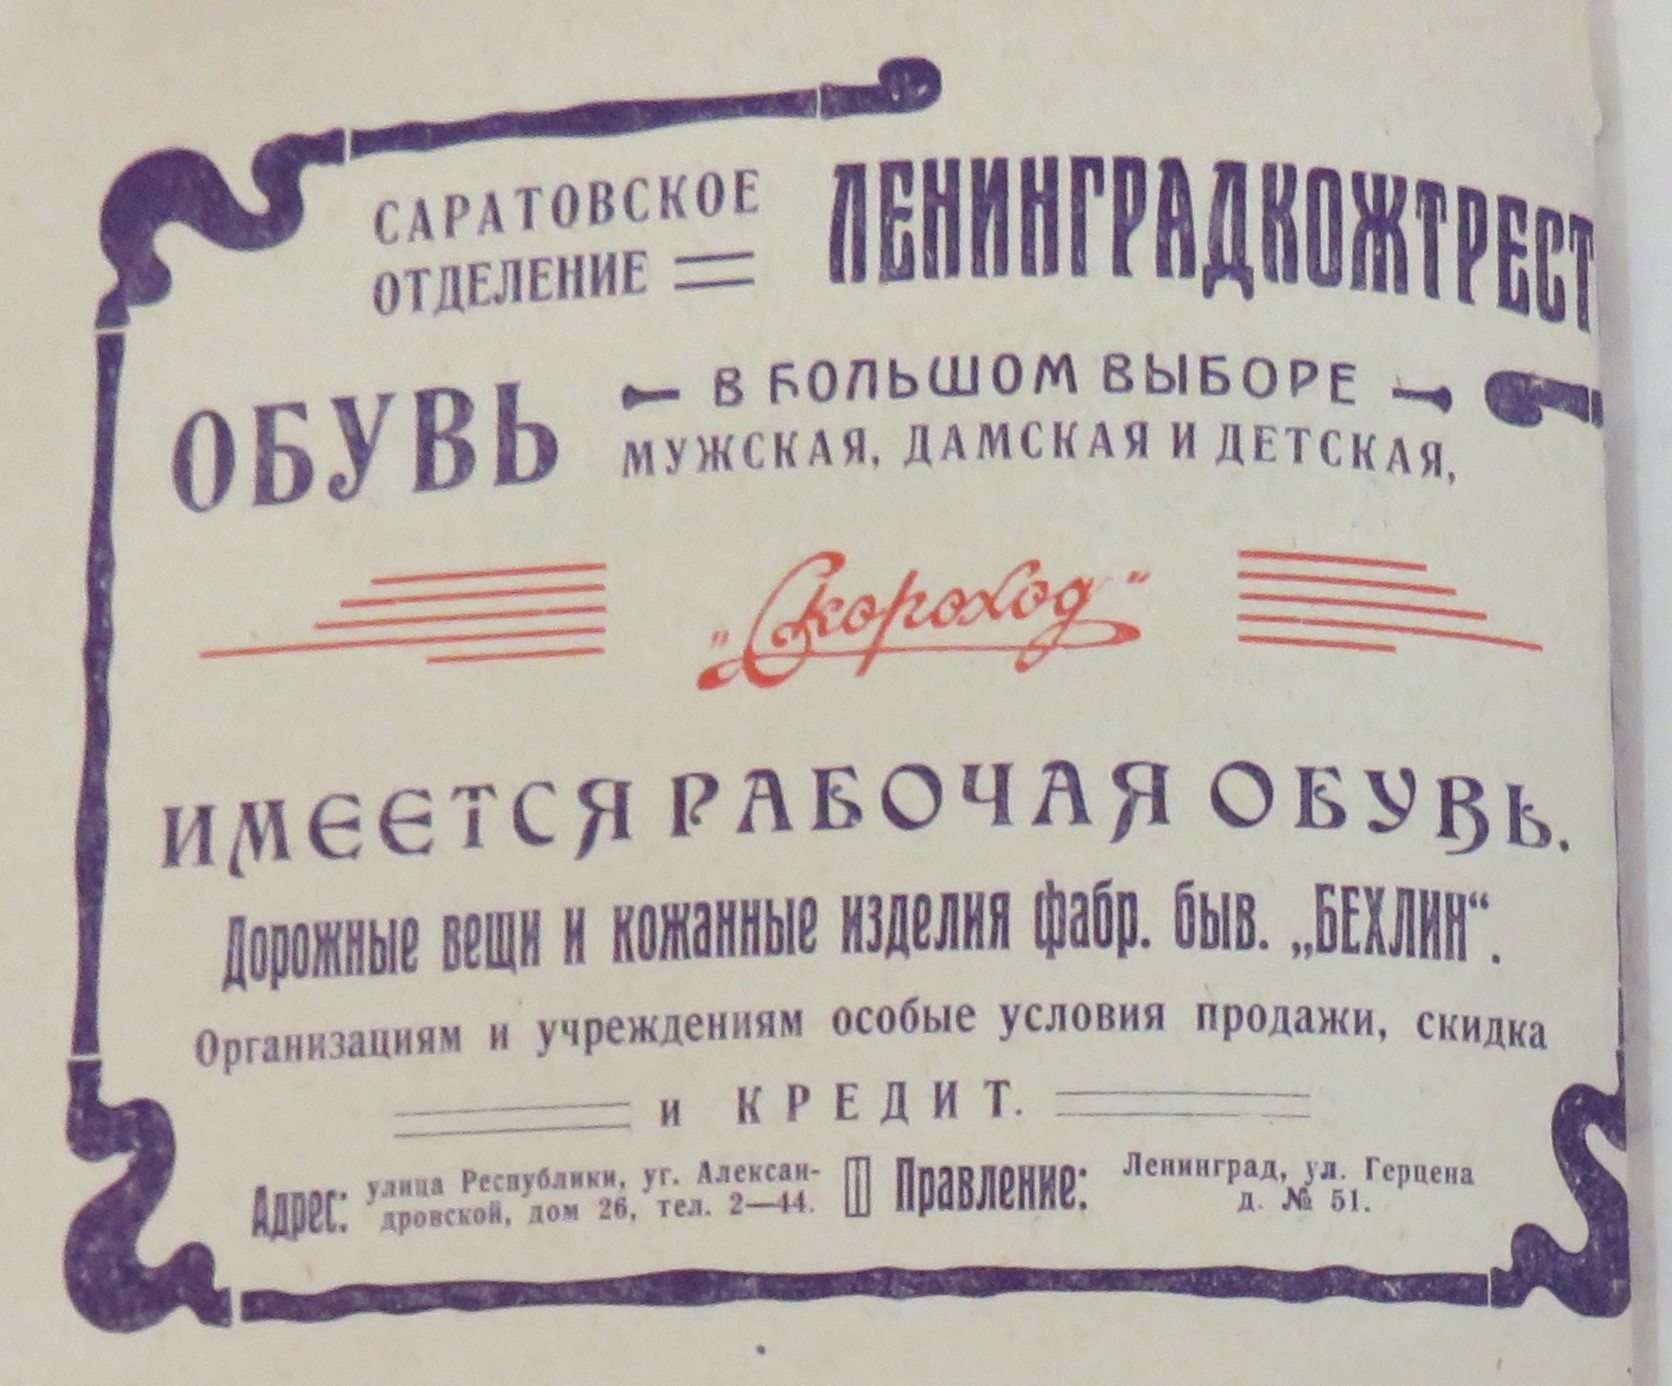 САРАТОВСКОЕ
ОТДЕЛЕНИЕ
ЛЕНИНГРАДКОЖТРЕСТ
ОБУВЬ
В БОЛЬШОМ ВЫБОРЕ
МУЖСКАЯ, ДАМСКАЯ И ДЕТСКАЯ,
„Скороход"
ИМЕЕТСЯ РАБОЧАЯ ОБУВЬ.
Дорожные вещи и кожанные изделия фабр. быв. „БЕХЛИН“.
Организациям и учреждениям особые условия продажи, скидка
и КРЕДИТ.
Адрес: улица Республики, уг. Алексан-
дровской, дом 26, тел. 2—44.
Правление: Ленинград, ул. Герцена
д. № 51.